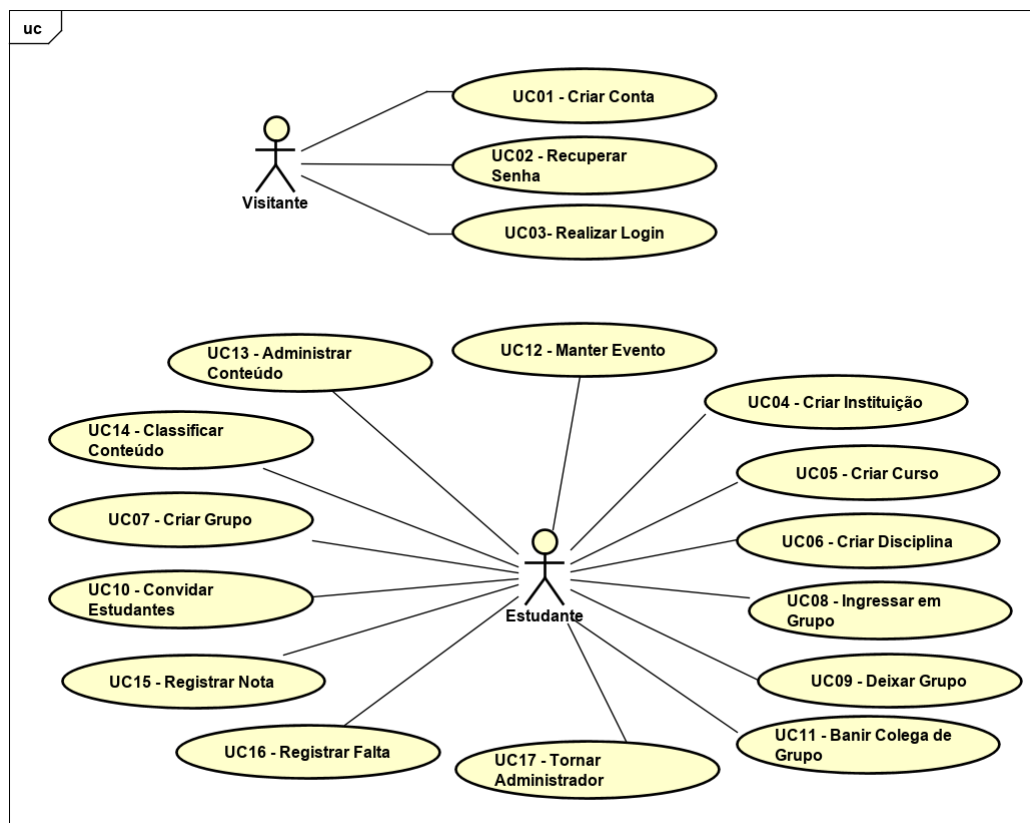 uc
UC01 - Criar Conta
UC02 - Recuperar
Senha
Visitante
UC03- Realizar Login
UC13 - Administrar
Conteúdo
UC12 - Manter Evento
UC04 - Criar Instituição
UC14 - Classificar
Conteúdo
UC05 - Criar Curso
UC07 - Criar Grupo
UC06 - Criar Disciplina
UC10 - Convidar
Estudantes
UC08 - Ingressar em
Grupo
Estudante
UC15 - Registrar Nota
UC09 - Deixar Grupo
UC16 - Registrar Falta
UC17 - Tornar
Administrador
UC11 - Banir Colega de
Grupo